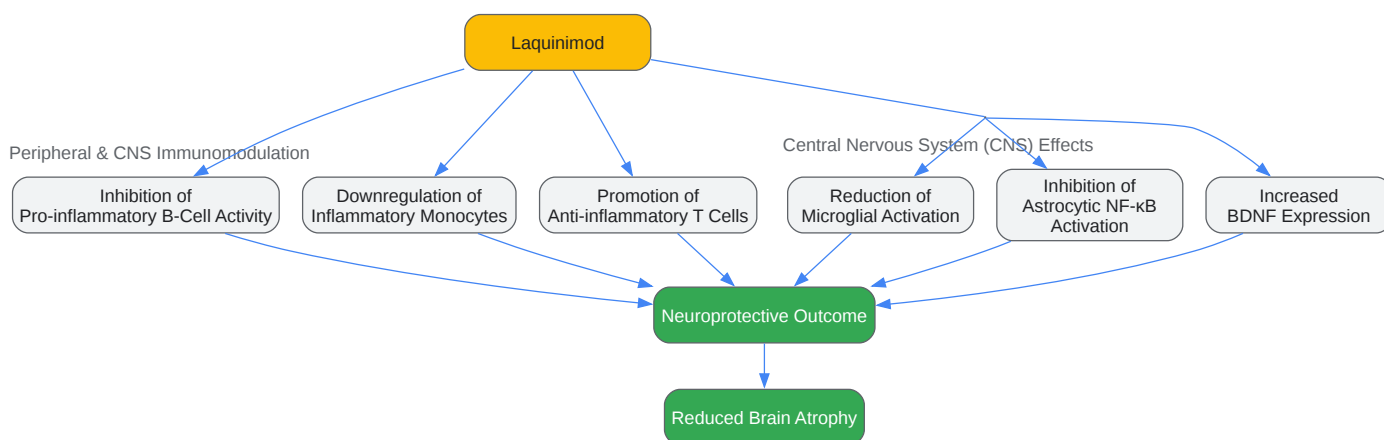 Laquinimod
Peripheral & CNS Immunomodulation
Central Nervous System (CNS) Effects
Inhibition of
Pro-inflammatory B-Cell Activity
Downregulation of
Inflammatory Monocytes
Promotion of
Anti-inflammatory T Cells
Reduction of
Microglial Activation
Inhibition of
Astrocytic NF-κB
Activation
Increased
BDNF Expression
Neuroprotective Outcome
Reduced Brain Atrophy